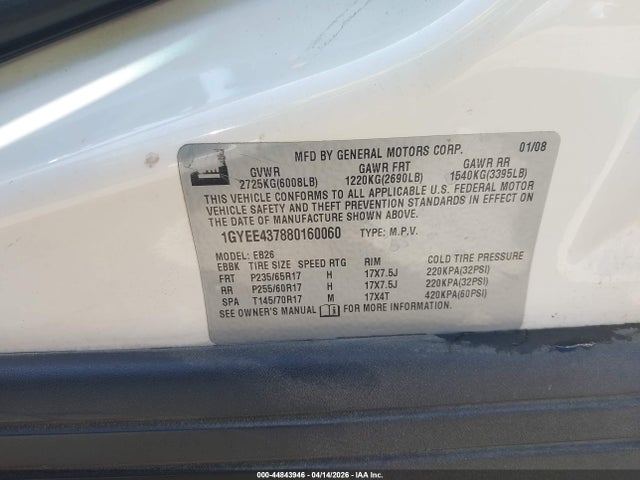 MFD BY GENERAL MOTORS CORP. 01/08
GVWR GAWR FRT GAWR RR
2725KG(6008LB) 1220KG(2690LB) 1540KG(3395LB)
THIS VEHICLE CONFORMS TO ALL APPLICABLE U.S. FEDERAL MOTOR
VEHICLE SAFETY AND THEFT PREVENTION STANDARDS IN EFFECT ON
THE DATE OF MANUFACTURE SHOWN ABOVE.
1GYEE437880160060 TYPE: M.P.V.
MODEL: EB26
EBBK TIRE SIZE SPEED RTG RIM COLD TIRE PRESSURE
FRT P235/65R17 H 17X7.5J 220KPA(32PSI)
RR P255/60R17 H 17X7.5J 220KPA(32PSI)
SPA T145/70R17 M 17X4T 420KPA(60PSI)
SEE OWNER'S MANUAL FOR MORE INFORMATION.
000-44843946 - 04/14/2026 - IAA Inc.